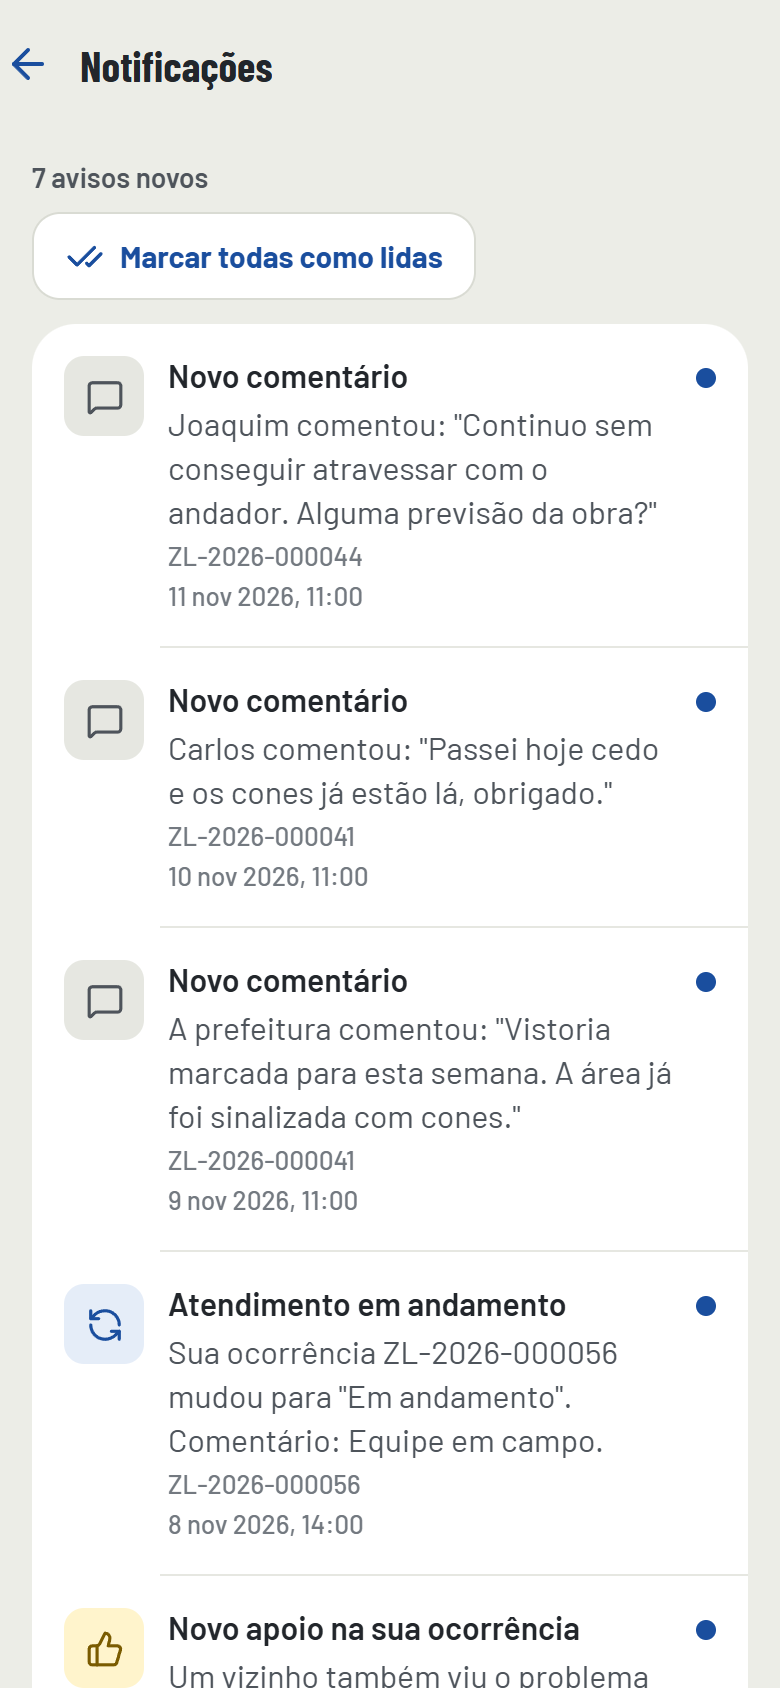 Notificações
7 avisos novos
Marcar todas como lidas
Novo comentário
Joaquim comentou: "Continuo sem
conseguir atravessar com o
andador. Alguma previsão da obra?"
ZL-2026-000044
11 nov 2026, 11:00
Novo comentário
Carlos comentou: "Passei hoje cedo
e os cones já estão lá, obrigado."
ZL-2026-000041
10 nov 2026, 11:00
Novo comentário
A prefeitura comentou: "Vistoria
marcada para esta semana. A área já
foi sinalizada com cones."
ZL-2026-000041
9 nov 2026, 11:00
Atendimento em andamento
Sua ocorrência ZL-2026-000056
mudou para "Em andamento".
Comentário: Equipe em campo.
ZL-2026-000056
8 nov 2026, 14:00
Novo apoio na sua ocorrência
Um vizinho também viu o problema